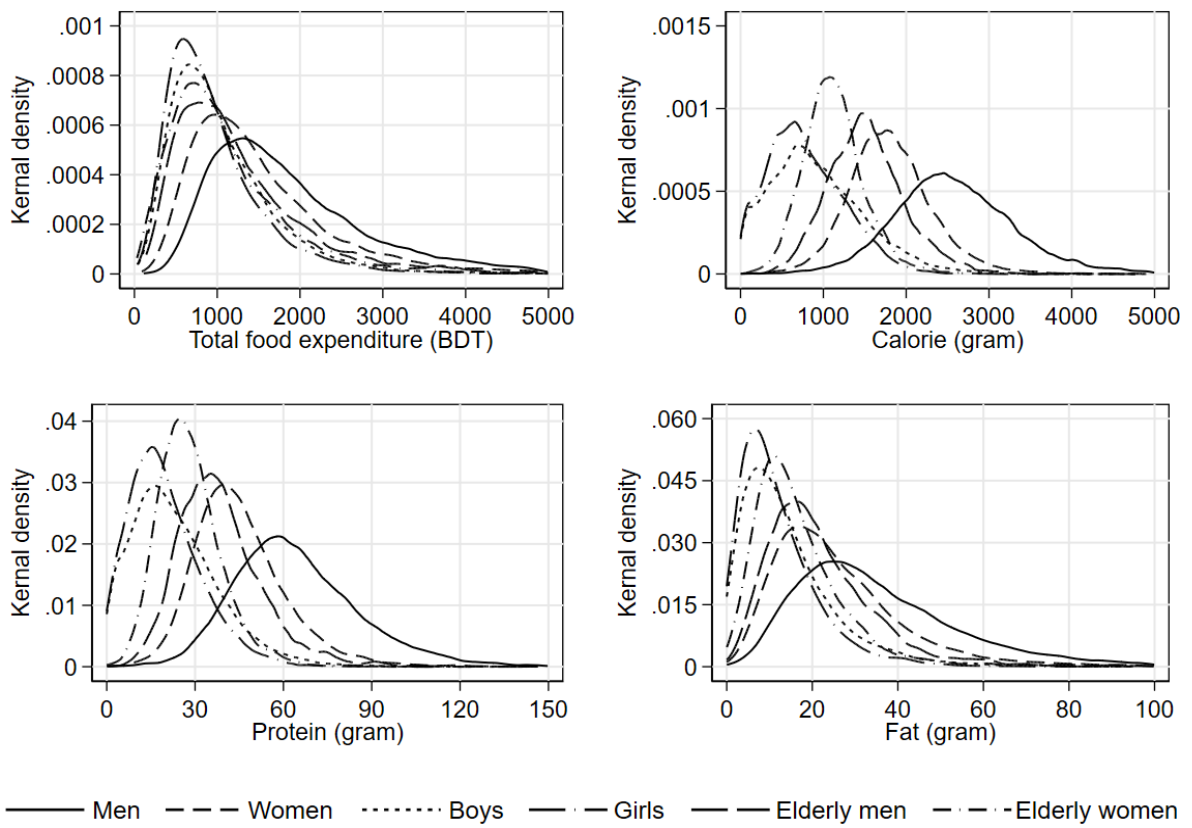 Kernal density
.001
.0008
.0006
.0004
.0002
0
0 1000 2000 3000 4000 5000
Total food expenditure (BDT)
Kernal density
.0015
.001
.0005
0
0 1000 2000 3000 4000 5000
Calorie (gram)
Kernal density
.04
.03
.02
.01
0
0 30 60 90 120 150
Protein (gram)
Kernal density
.060
.045
.030
.015
0
0 20 40 60 80 100
Fat (gram)
Men Women Boys Girls Elderly men Elderly women